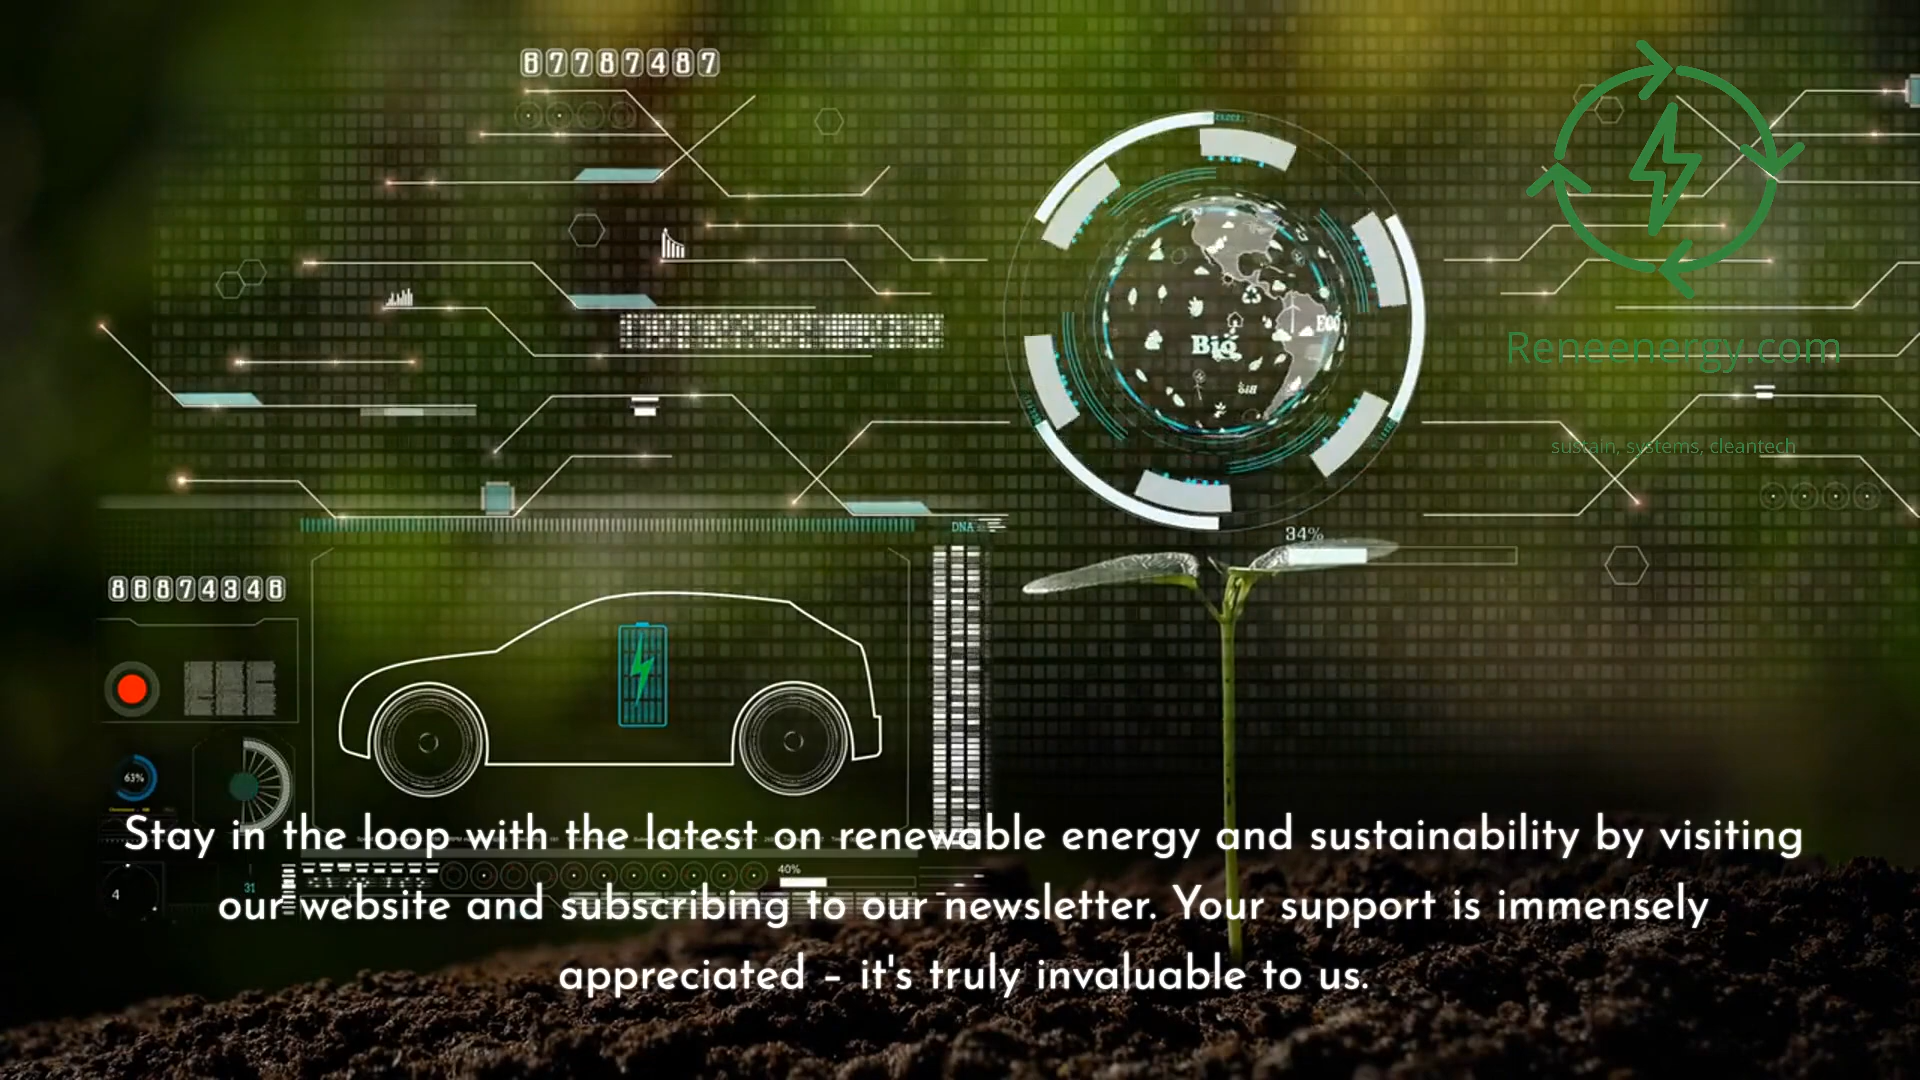 67787487
Reneenergy.com
sustain, systems, cleantech
Big
Eco
DNA
34%
88874346
63%
Stay in the loop with the latest on renewable energy and sustainability by visiting
40%
4
31
our website and subscribing to our newsletter. Your support is immensely
appreciated – it's truly invaluable to us.